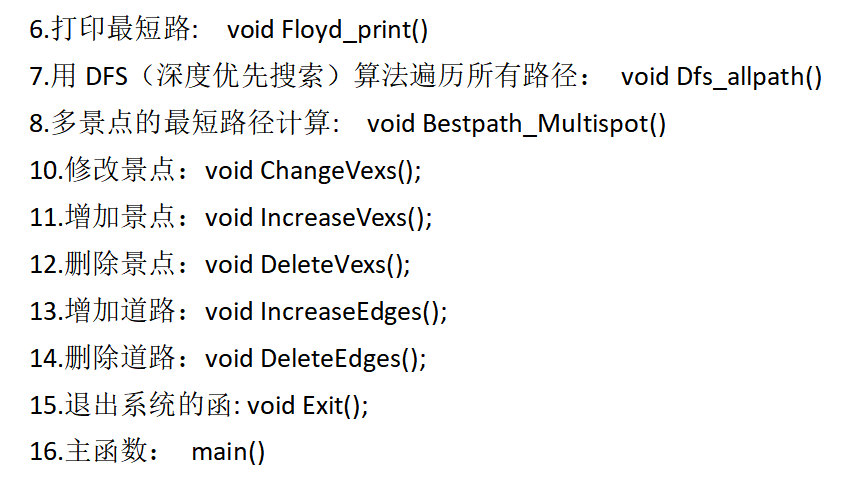 6.打印最短路:    void Floyd_print()
7.用 DFS（深度优先搜索）算法遍历所有路径：  void Dfs_allpath()
8.多景点的最短路径计算:    void Bestpath_Multispot()
10.修改景点：void ChangeVexs();
11.增加景点：void IncreaseVexs();
12.删除景点：void DeleteVexs();
13.增加道路：void IncreaseEdges();
14.删除道路：void DeleteEdges();
15.退出系统的函: void Exit();
16.主函数：  main()